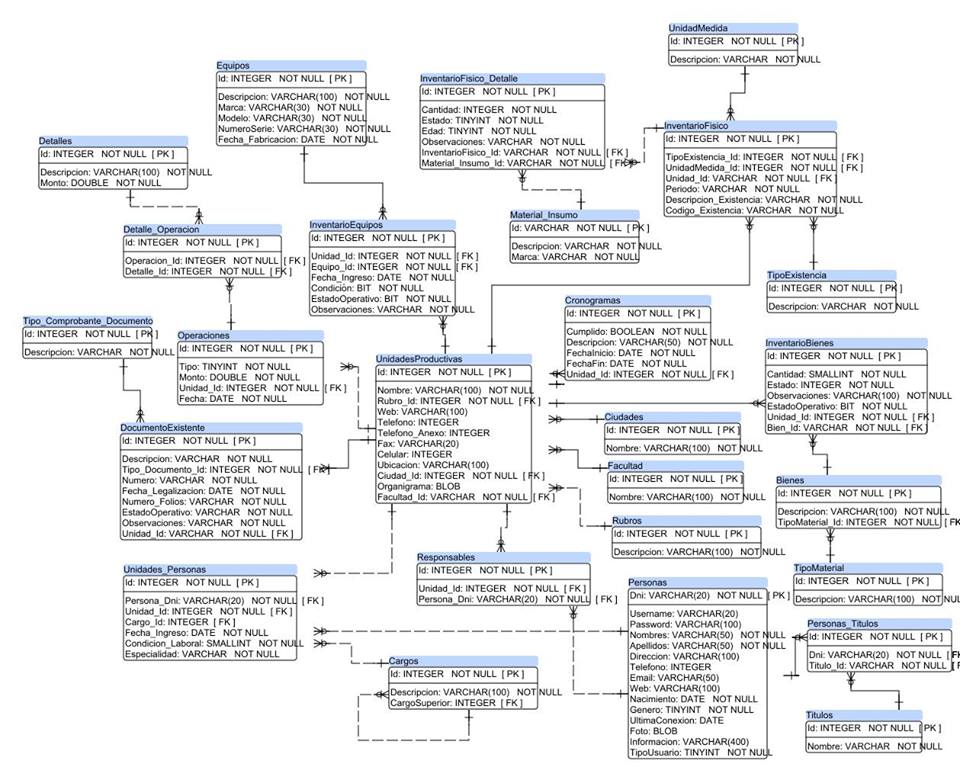 UnidadMedida
Id: INTEGER NOT NULL [ PK ]
Descripcion: VARCHAR NOT NULL
Equipos
Id: INTEGER NOT NULL [ PK ]
Descripcion: VARCHAR(100) NOT NULL
Marca: VARCHAR(30) NOT NULL
Modelo: VARCHAR(30) NOT NULL
NumeroSerie: VARCHAR(30) NOT NULL
Fecha_Fabricacion: DATE NOT NULL
InventarioFisico_Detalle
Id: INTEGER NOT NULL [ PK ]
Cantidad: INTEGER NOT NULL
Estado: TINYINT NOT NULL
Edad: TINYINT NOT NULL
Observaciones: VARCHAR NOT NULL
InventarioFisico_Id: VARCHAR NOT NULL [ FK ]
Material_Insumo_Id: VARCHAR NOT NULL [ FK ]
InventarioFisico
Id: INTEGER NOT NULL [ PK ]
TipoExistencia_Id: INTEGER NOT NULL [ FK ]
UnidadMedida_Id: INTEGER NOT NULL [ FK ]
Unidad_Id: VARCHAR NOT NULL [ FK ]
Periodo: VARCHAR NOT NULL
Descripcion_Existencia: VARCHAR NOT NULL
Codigo_Existencia: VARCHAR NOT NULL
Detalles
Id: INTEGER NOT NULL [ PK ]
Descripcion: VARCHAR(100) NOT NULL
Monto: DOUBLE NOT NULL
Detalle_Operacion
Id: INTEGER NOT NULL [ PK ]
Operacion_Id: INTEGER NOT NULL [ FK ]
Detalle_Id: INTEGER NOT NULL [ FK ]
InventarioEquipos
Id: INTEGER NOT NULL [ PK ]
Unidad_Id: INTEGER NOT NULL [ FK ]
Equipo_Id: INTEGER NOT NULL [ FK ]
Fecha_Ingreso: DATE NOT NULL
Condición: BIT NOT NULL
EstadoOperativo: BIT NOT NULL
Observaciones: VARCHAR NOT NULL
Material_Insumo
Id: VARCHAR NOT NULL [ PK ]
Descripcion: VARCHAR NOT NULL
Marca: VARCHAR NOT NULL
TipoExistencia
Id: INTEGER NOT NULL [ PK ]
Descripcion: VARCHAR NOT NULL
Cronogramas
Id: INTEGER NOT NULL [ PK ]
Cumplido: BOOLEAN NOT NULL
Descripcion: VARCHAR(50) NOT NULL
FechaInicio: DATE NOT NULL
FechaFin: DATE NOT NULL
Unidad_Id: INTEGER NOT NULL [ FK ]
Tipo_Comprobante_Documento
Id: INTEGER NOT NULL [ PK ]
Descripcion: VARCHAR NOT NULL
Operaciones
Id: INTEGER NOT NULL [ PK ]
Tipo: TINYINT NOT NULL
Monto: DOUBLE NOT NULL
Unidad_Id: INTEGER NOT NULL [ FK ]
Fecha: DATE NOT NULL
UnidadesProductivas
Id: INTEGER NOT NULL [ PK ]
Nombre: VARCHAR(100) NOT NULL
Rubro_Id: INTEGER NOT NULL [ FK ]
Web: VARCHAR(100)
Telefono: INTEGER
Telefono_Anexo: INTEGER
Fax: VARCHAR(20)
Celular: INTEGER
Ubicacion: VARCHAR(100)
Ciudad_Id: INTEGER NOT NULL [ FK ]
Organigrama: BLOB
Facultad_Id: VARCHAR NOT NULL [ FK ]
InventarioBienes
Id: INTEGER NOT NULL [ PK ]
Cantidad: SMALLINT NOT NULL
Estado: INTEGER NOT NULL
Observaciones: VARCHAR(100) NOT NULL
EstadoOperativo: BIT NOT NULL
Unidad_Id: INTEGER NOT NULL [ FK ]
Bien_Id: INTEGER NOT NULL [ FK ]
DocumentoExistente
Id: INTEGER NOT NULL [ PK ]
Descripcion: VARCHAR NOT NULL
Tipo_Documento_Id: INTEGER NOT NULL [ FK ]
Numero: VARCHAR NOT NULL
Fecha_Legalizacion: DATE NOT NULL
Numero_Folios: VARCHAR NOT NULL
EstadoOperativo: VARCHAR NOT NULL
Observaciones: VARCHAR NOT NULL
Unidad_Id: VARCHAR NOT NULL [ FK ]
Ciudades
Id: INTEGER NOT NULL [ PK ]
Nombre: VARCHAR(100) NOT NULL
Facultad
Id: INTEGER NOT NULL [ PK ]
Nombre: VARCHAR(100) NOT NULL
Rubros
Id: INTEGER NOT NULL [ PK ]
Descripcion: VARCHAR(100) NOT NULL
Bienes
Id: INTEGER NOT NULL [ PK ]
Descripcion: VARCHAR(100) NOT NULL
TipoMaterial_Id: INTEGER NOT NULL [ FK
TipoMaterial
Id: INTEGER NOT NULL [ PK ]
Descripcion: VARCHAR(100) NOT NULL
Unidades_Personas
Id: INTEGER NOT NULL [ PK ]
Persona_Dni: VARCHAR(20) NOT NULL [ FK ]
Unidad_Id: INTEGER NOT NULL [ FK ]
Cargo_Id: INTEGER [ FK ]
Fecha_Ingreso: DATE NOT NULL
Condicion_Laboral: SMALLINT NOT NULL
Especialidad: VARCHAR NOT NULL
Responsables
Id: INTEGER NOT NULL [ PK ]
Unidad_Id: INTEGER NOT NULL [ FK ]
Persona_Dni: VARCHAR(20) NOT NULL [ FK ]
Personas
Dni: VARCHAR(20) NOT NULL [ PK ]
Username: VARCHAR(20)
Password: VARCHAR(100)
Nombres: VARCHAR(50) NOT NULL
Apellidos: VARCHAR(50) NOT NULL
Direccion: VARCHAR(100)
Telefono: INTEGER
Email: VARCHAR(50)
Web: VARCHAR(100)
Nacimiento: DATE NOT NULL
Genero: TINYINT NOT NULL
UltimaConexion: DATE
Foto: BLOB
Informacion: VARCHAR(400)
TipoUsuario: TINYINT NOT NULL
Personas_Titulos
Id: INTEGER NOT NULL [ PK ]
Dni: VARCHAR(20) NOT NULL [ FK
Titulo_Id: VARCHAR NOT NULL [ F
Cargos
Id: INTEGER NOT NULL [ PK ]
Descripcion: VARCHAR(100) NOT NULL
CargoSuperior: INTEGER [ FK ]
Titulos
Id: INTEGER NOT NULL [ PK ]
Nombre: VARCHAR NOT NULL